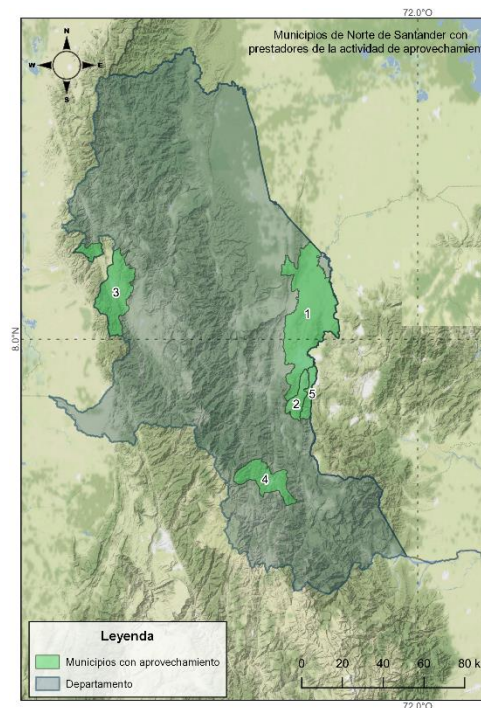 72.0°O
Municipios de Norte de Santander con
prestadores de la actividad de aprovechamien
N
W E
S
3
1
8.0°N
2 5
4
Leyenda
Municipios con aprovechamiento
Departamento
0 20 40 60 80 k
72.0°O